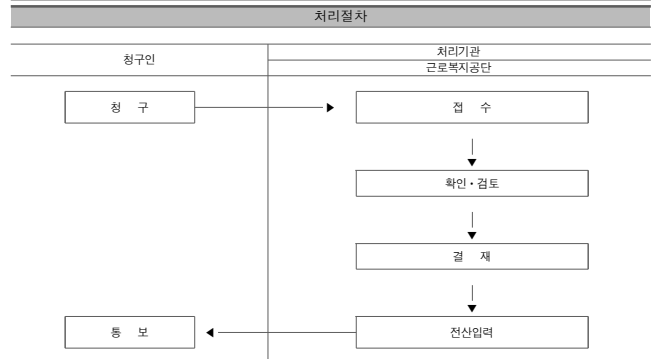 처리절차
청구인
처리기관
근로복지공단
청 구
접 수
확인·검토
결 재
통 보
전산입력